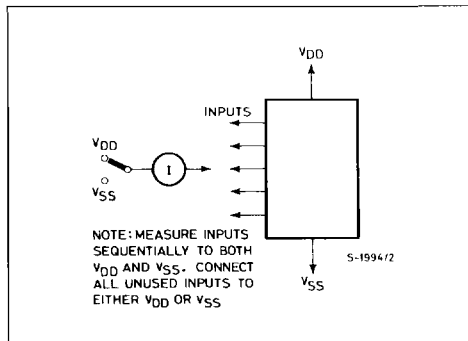 VDD
INPUTS
VDD
I
VSS
NOTE: MEASURE INPUTS
SEQUENTIALLY TO BOTH
VDD AND VSS. CONNECT
ALL UNUSED INPUTS TO
EITHER VDD OR VSS
S-1994/2
VSS